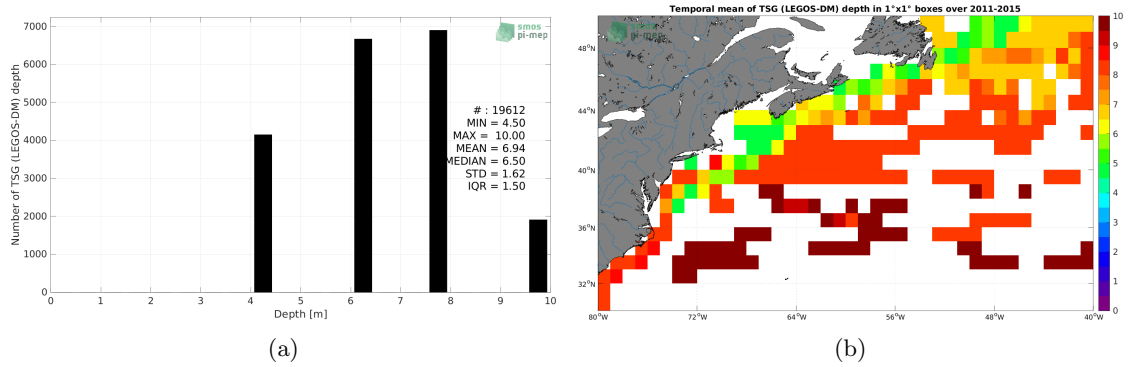 Number of TSG (LEGOS-DM) depth
7000
6000
5000
4000
3000
2000
1000
0
0 1 2 3 4 5 6 7 8 9 10
Depth [m]
smos
pi-mep
# : 19612
MIN = 4.50
MAX = 10.00
MEAN = 6.94
MEDIAN = 6.50
STD = 1.62
IQR = 1.50
(a)
Temporal mean of TSG (LEGOS-DM) depth in 1°x1° boxes over 2011-2015
smos
pi-mep
48°N
44°N
40°N
36°N
32°N
80°W 72°W 64°W 56°W 48°W 40°W
10
9
8
7
6
5
4
3
2
1
0
(b)